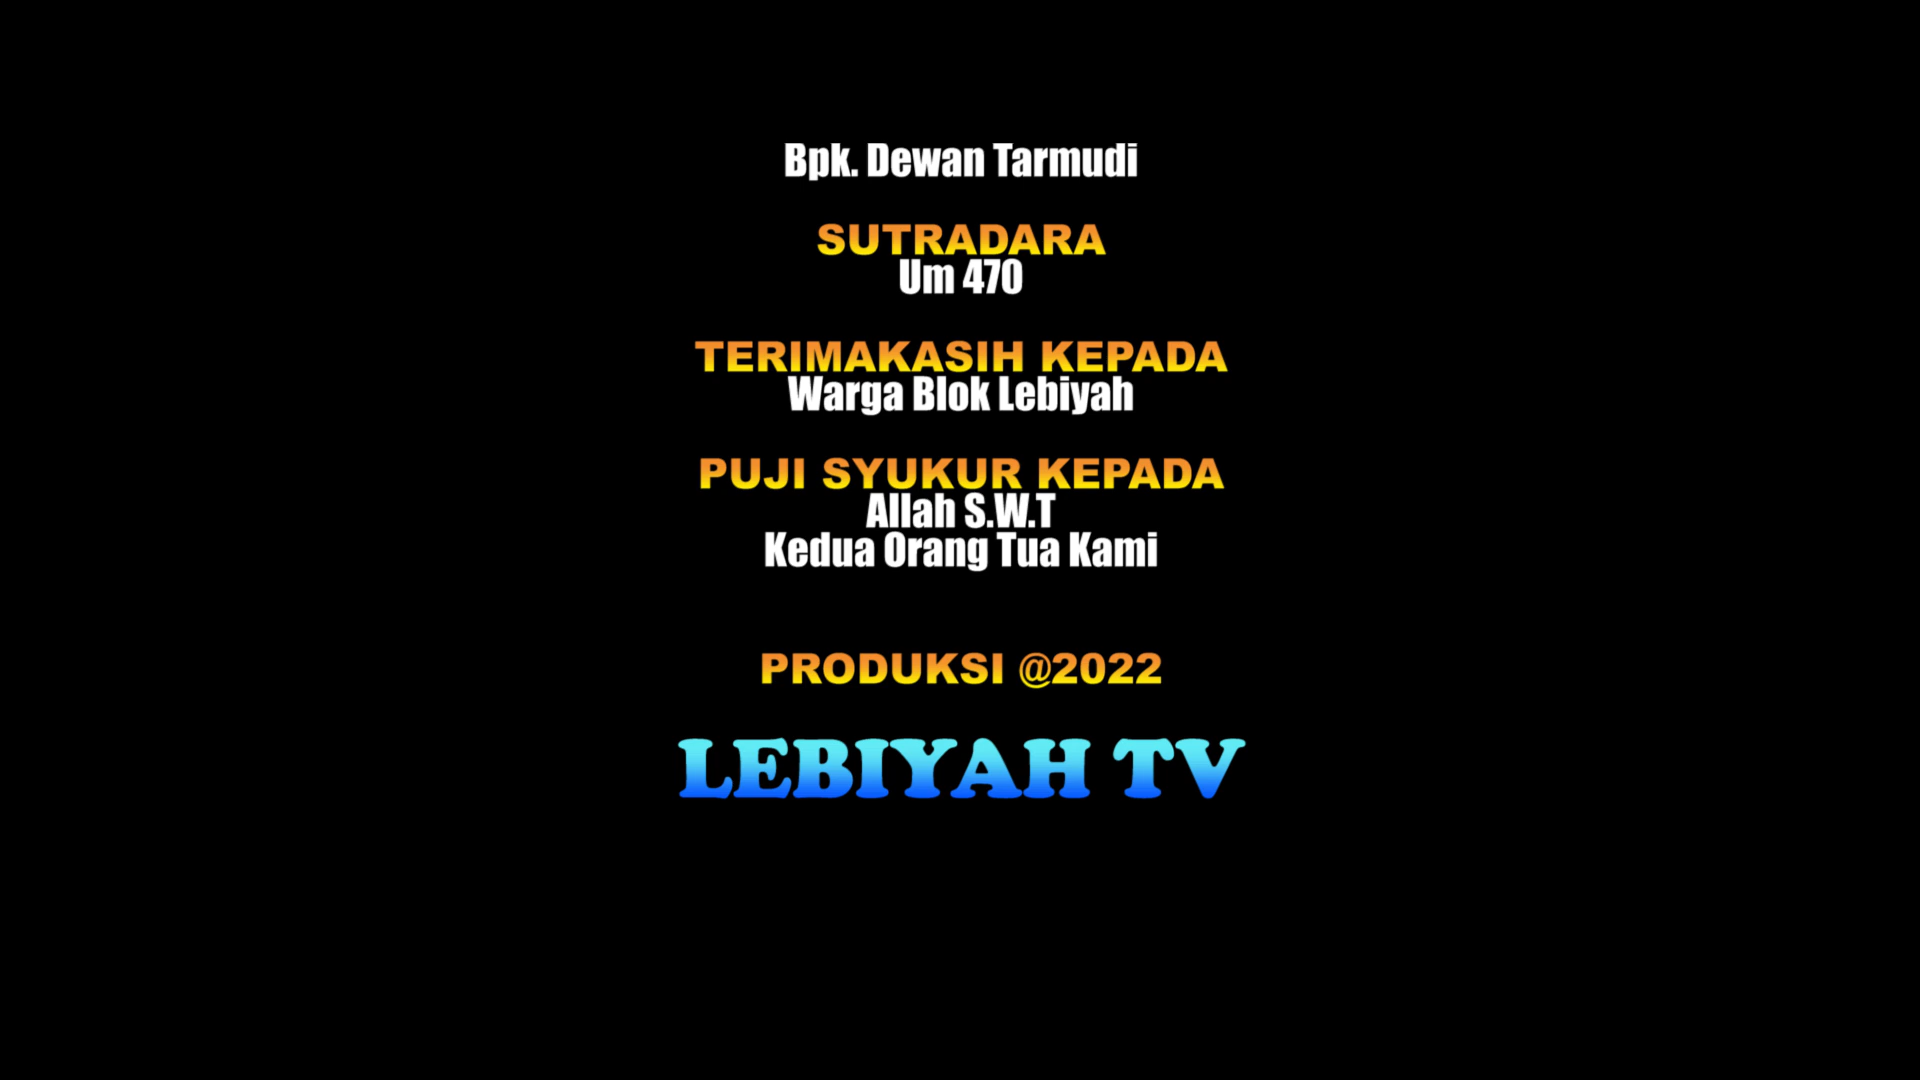 Bpk. Dewan Tarmudi
SUTRADARA
Um 470
TERIMAKASIH KEPADA
Warga Blok Lebiyah
PUJI SYUKUR KEPADA
Allah S.W.T
Kedua Orang Tua Kami
PRODUKSI @2022
LEBIYAH TV